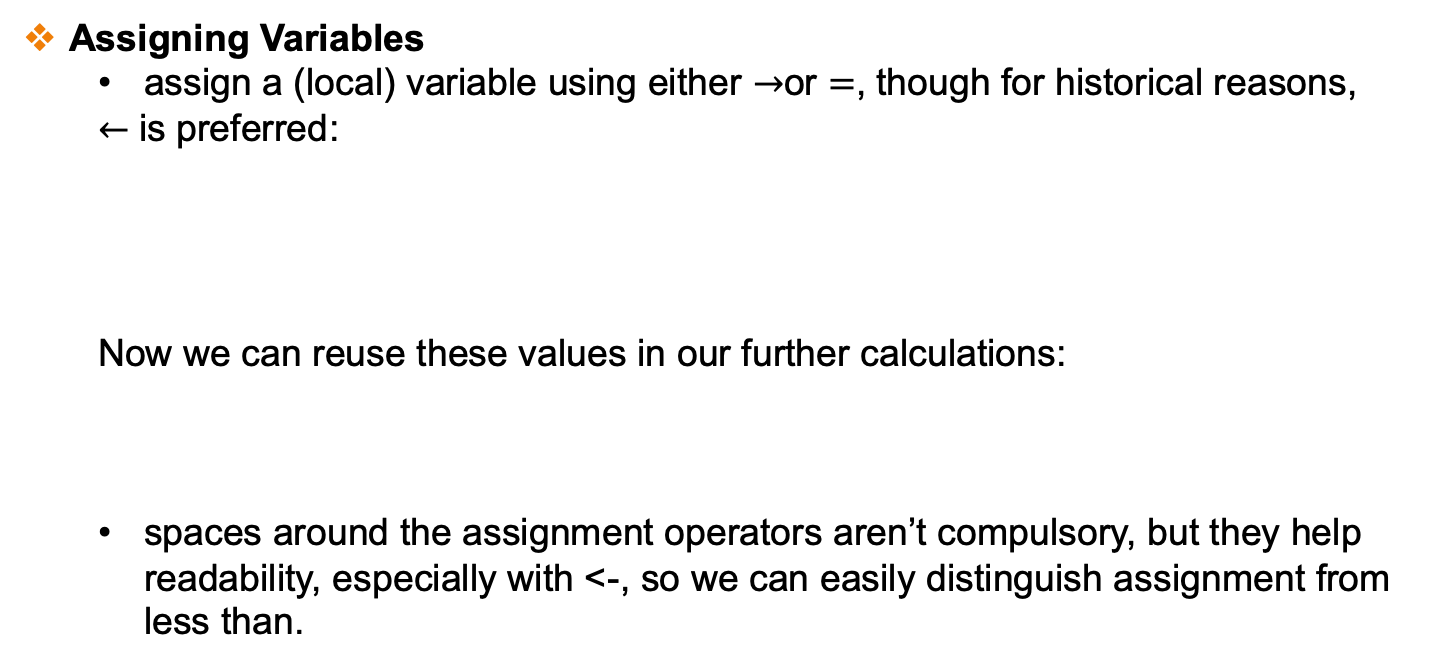 ❖ Assigning Variables
• assign a (local) variable using either →or =, though for historical reasons,
← is preferred:
Now we can reuse these values in our further calculations:
• spaces around the assignment operators aren’t compulsory, but they help
readability, especially with <-, so we can easily distinguish assignment from
less than.